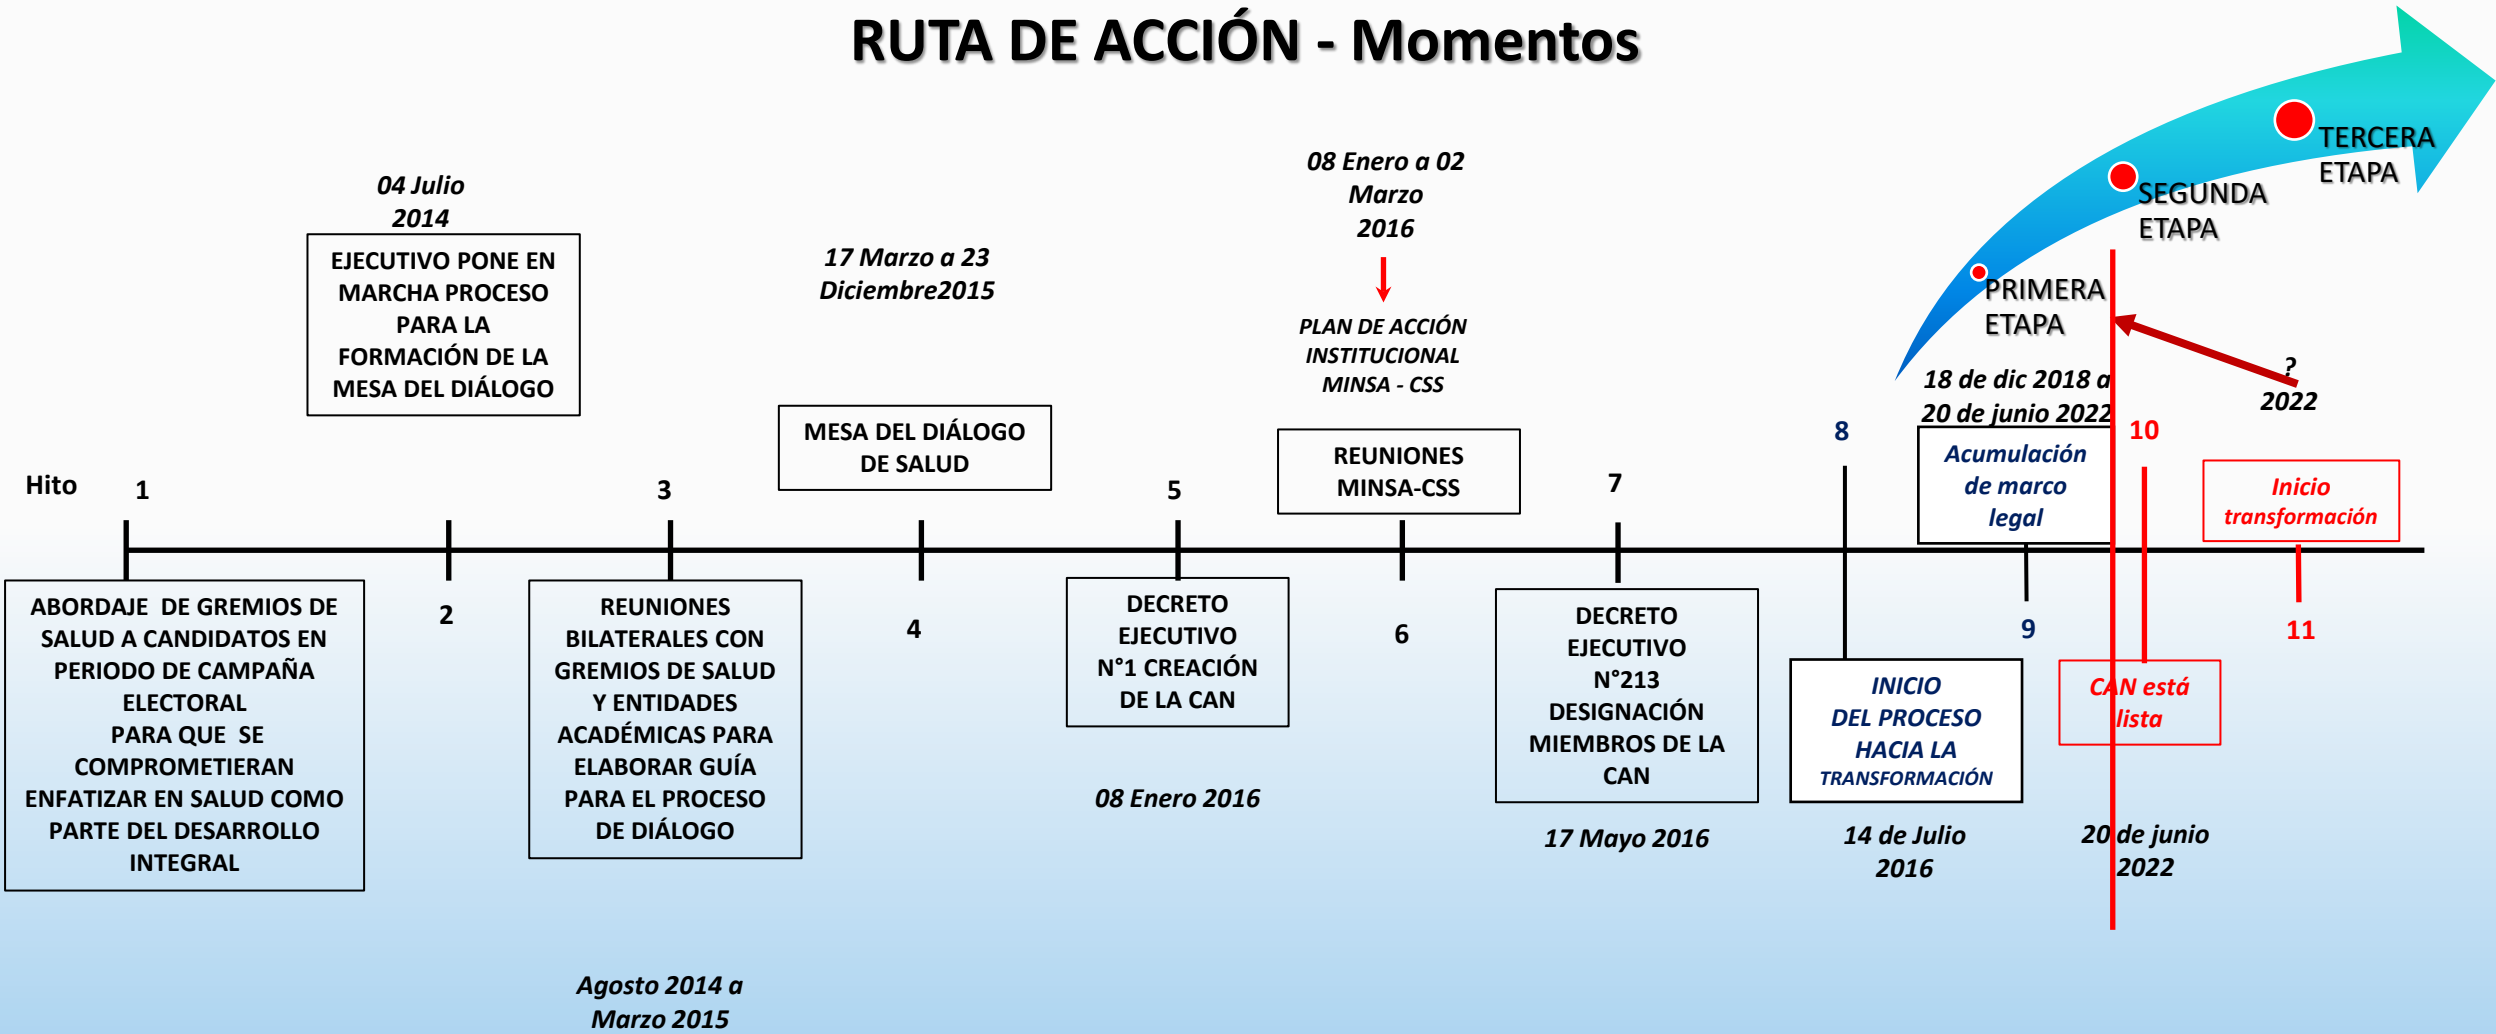 RUTA DE ACCIÓN - Momentos
04 Julio
2014
EJECUTIVO PONE EN
MARCHA PROCESO
PARA LA
FORMACIÓN DE LA
MESA DEL DIÁLOGO
17 Marzo a 23
Diciembre2015
MESA DEL DIÁLOGO
DE SALUD
08 Enero a 02
Marzo
2016
PLAN DE ACCIÓN
INSTITUCIONAL
MINSA - CSS
REUNIONES
MINSA-CSS
TERCERA
ETAPA
SEGUNDA
ETAPA
PRIMERA
ETAPA
18 de dic 2018 a
20 de junio 2022
?
2022
Acumulación
de marco
legal
Inicio
transformación
Hito
1
3
5
7
8
10
2
4
6
9
11
ABORDAJE  DE GREMIOS DE
SALUD A CANDIDATOS EN
PERIODO DE CAMPAÑA
ELECTORAL
PARA QUE  SE
COMPROMETIERAN
ENFATIZAR EN SALUD COMO
PARTE DEL DESARROLLO
INTEGRAL
REUNIONES
BILATERALES CON
GREMIOS DE SALUD
Y ENTIDADES
ACADÉMICAS PARA
ELABORAR GUÍA
PARA EL PROCESO
DE DIÁLOGO
Agosto 2014 a
Marzo 2015
DECRETO
EJECUTIVO
N°1 CREACIÓN
DE LA CAN
08 Enero 2016
DECRETO
EJECUTIVO
N°213
DESIGNACIÓN
MIEMBROS DE LA
CAN
17 Mayo 2016
INICIO
DEL PROCESO
HACIA LA
TRANSFORMACIÓN
14 de Julio
2016
CAN está
lista
20 de junio
2022